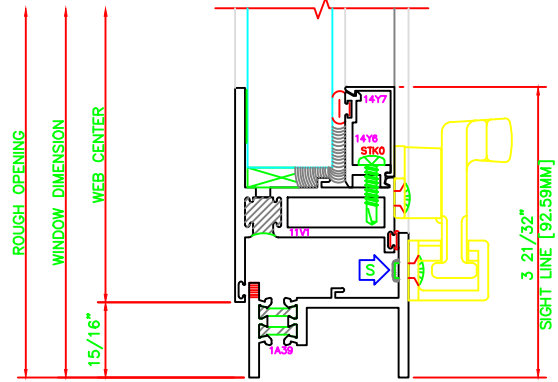 ROUGH OPENING
WINDOW DIMENSION
WEB CENTER
15/16"
14Y7
14Y6
STK0
11V1
S
1A39
3 21/32"
SIGHT LINE [92.59MM]